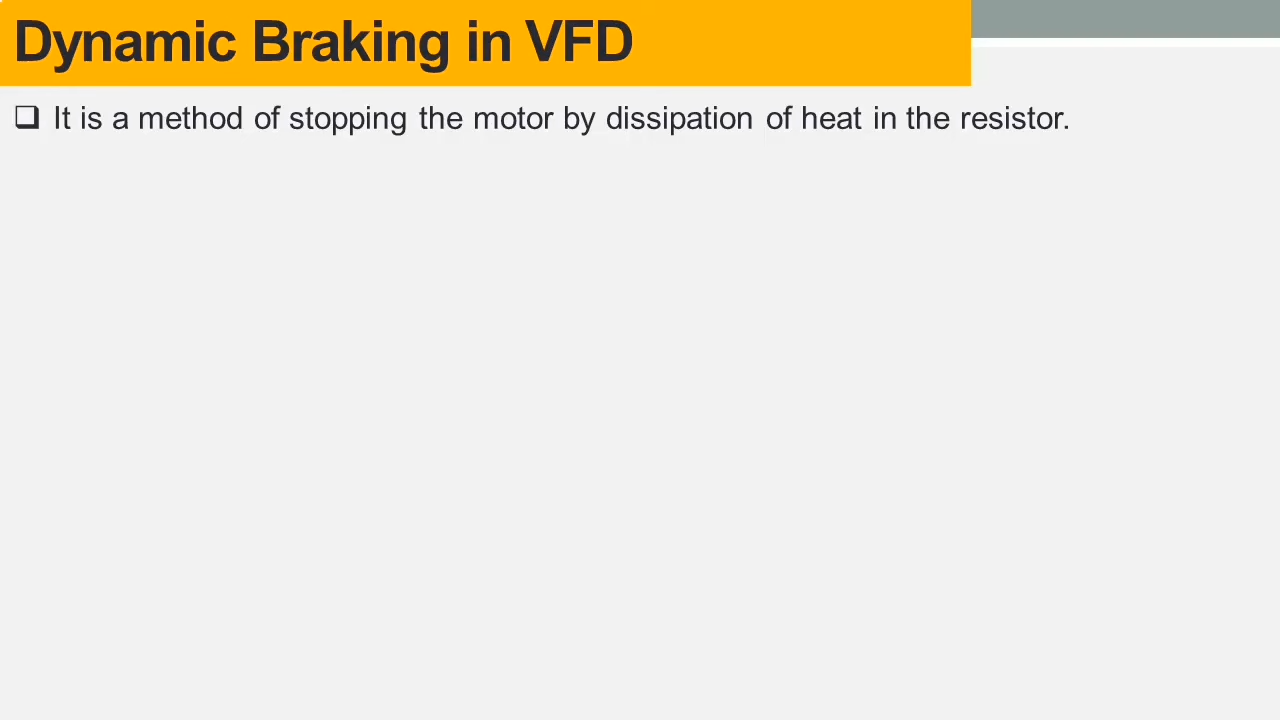 Dynamic Braking in VFD
❑ It is a method of stopping the motor by dissipation of heat in the resistor.